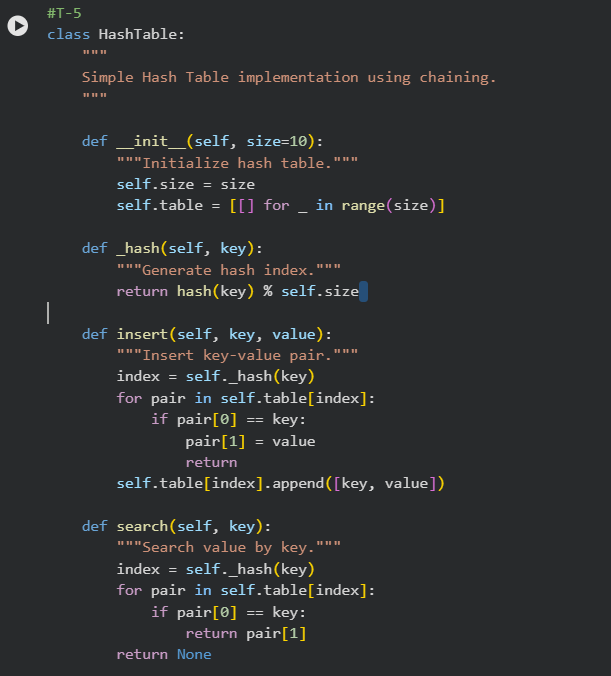 #T-5
class HashTable:
    """
    Simple Hash Table implementation using chaining.
    """

    def __init__(self, size=10):
        """Initialize hash table."""
        self.size = size
        self.table = [[] for _ in range(size)]

    def _hash(self, key):
        """Generate hash index."""
        return hash(key) % self.size

    def insert(self, key, value):
        """Insert key-value pair."""
        index = self._hash(key)
        for pair in self.table[index]:
            if pair[0] == key:
                pair[1] = value
                return
        self.table[index].append([key, value])

    def search(self, key):
        """Search value by key."""
        index = self._hash(key)
        for pair in self.table[index]:
            if pair[0] == key:
                return pair[1]
        return None